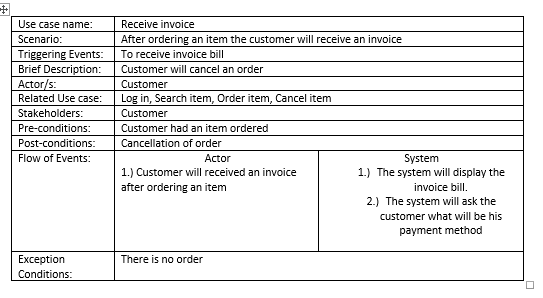 Use case name: Receive invoice
Scenario: After ordering an item the customer will receive an invoice
Triggering Events: To receive invoice bill
Brief Description: Customer will cancel an order
Actor/s: Customer
Related Use case: Log in, Search item, Order item, Cancel item
Stakeholders: Customer
Pre-conditions: Customer had an item ordered
Post-conditions: Cancellation of order
Flow of Events:
Actor
1.) Customer will received an invoice
after ordering an item
System
1.) The system will display the
invoice bill.
2.) The system will ask the
customer what will be his
payment method
Exception
Conditions:
There is no order